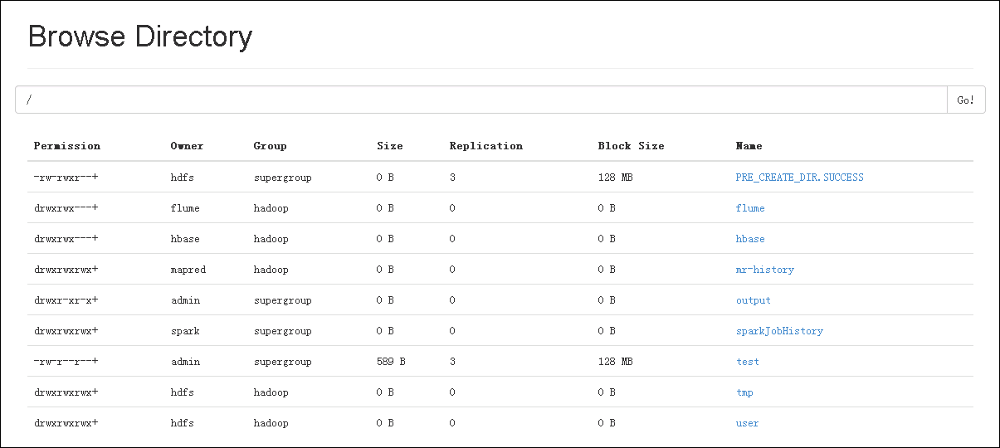 Browse Directory
/ Go!
Permission Owner Group Size Replication Block Size Name
-rw-rwxr--+ hdfs supergroup 0 B 3 128 MB PRE_CREATE_DIR.SUCCESS
drwxrwx---+ flume hadoop 0 B 0 0 B flume
drwxrwx---+ hbase hadoop 0 B 0 0 B hbase
drwxrwxrwx+ mapred hadoop 0 B 0 0 B mr-history
drwxr-xr-x+ admin supergroup 0 B 0 0 B output
drwxrwxrwx+ spark supergroup 0 B 0 0 B sparkJobHistory
-rw-r--r--+ admin supergroup 589 B 3 128 MB test
drwxrwxrwx+ hdfs hadoop 0 B 0 0 B tmp
drwxrwxrwx+ hdfs hadoop 0 B 0 0 B user